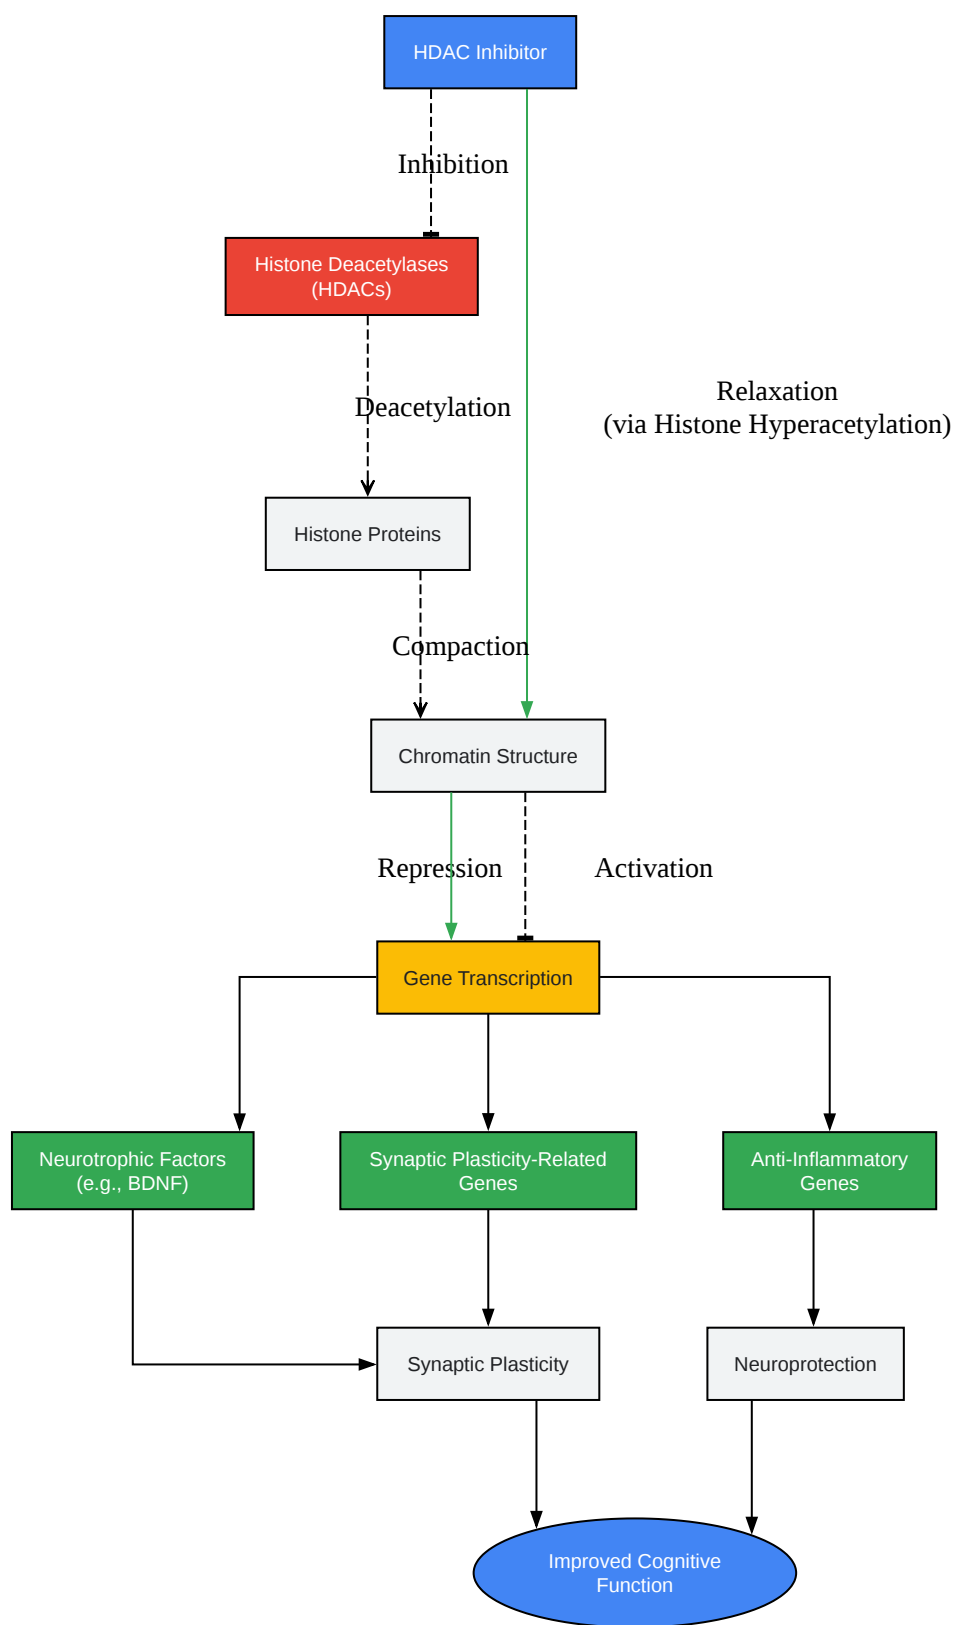 HDAC Inhibitor
Inhibition
Histone Deacetylases
(HDACs)
Relaxation
(via Histone Hyperacetylation)
Deacetylation
Histone Proteins
Compaction
Chromatin Structure
Repression
Activation
Gene Transcription
Neurotrophic Factors
(e.g., BDNF)
Synaptic Plasticity-Related
Genes
Anti-Inflammatory
Genes
Synaptic Plasticity
Neuroprotection
Improved Cognitive
Function